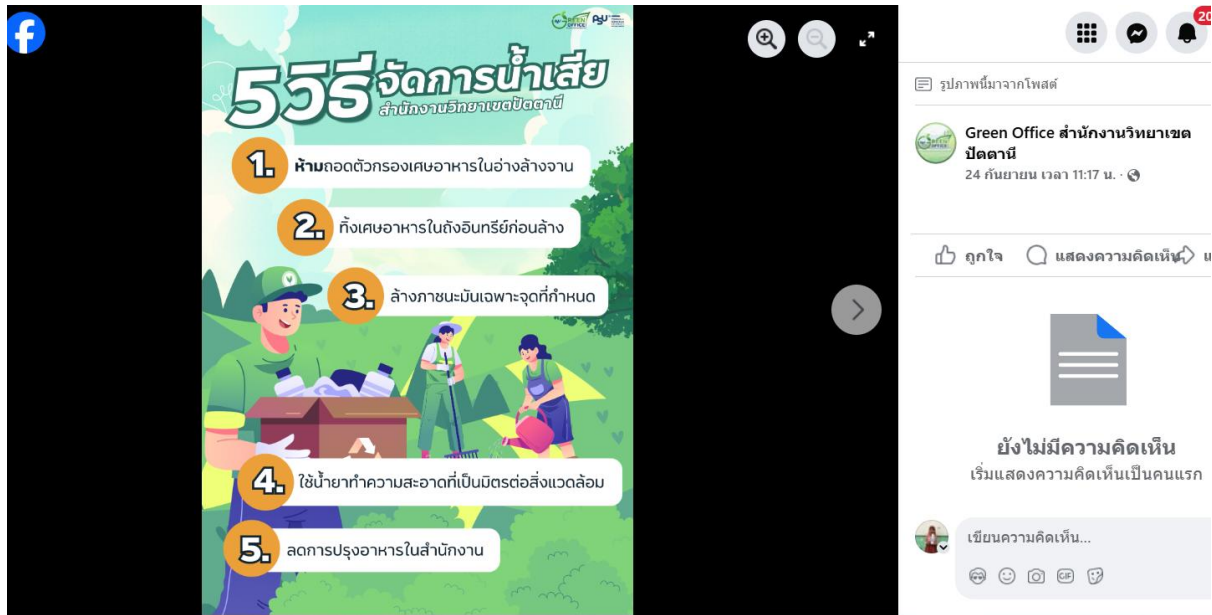 GREEN OFFICE PSU
5วิธี จัดการน้ำเสีย
สำนักงานวิทยาเขตปัตตานี
1. ห้ามถอดตัวกรองเศษอาหารในอ่างล้างจาน
2. ทิ้งเศษอาหารในถังอินทรีย์ก่อนล้าง
3. ล้างภาชนะมันเฉพาะจุดที่กำหนด
4. ใช้น้ำยาทำความสะอาดที่เป็นมิตรต่อสิ่งแวดล้อม
5. ลดการปรุงอาหารในสำนักงาน
20
รูปภาพนี้มาจากโพสต์
Green Office สำนักงานวิทยาเขต
ปัตตานี
24 กันยายน เวลา 11:17 น. ·
ถูกใจ แสดงความคิดเห็น แ
ยังไม่มีความคิดเห็น
เริ่มแสดงความคิดเห็นเป็นคนแรก
เขียนความคิดเห็น...
GIF